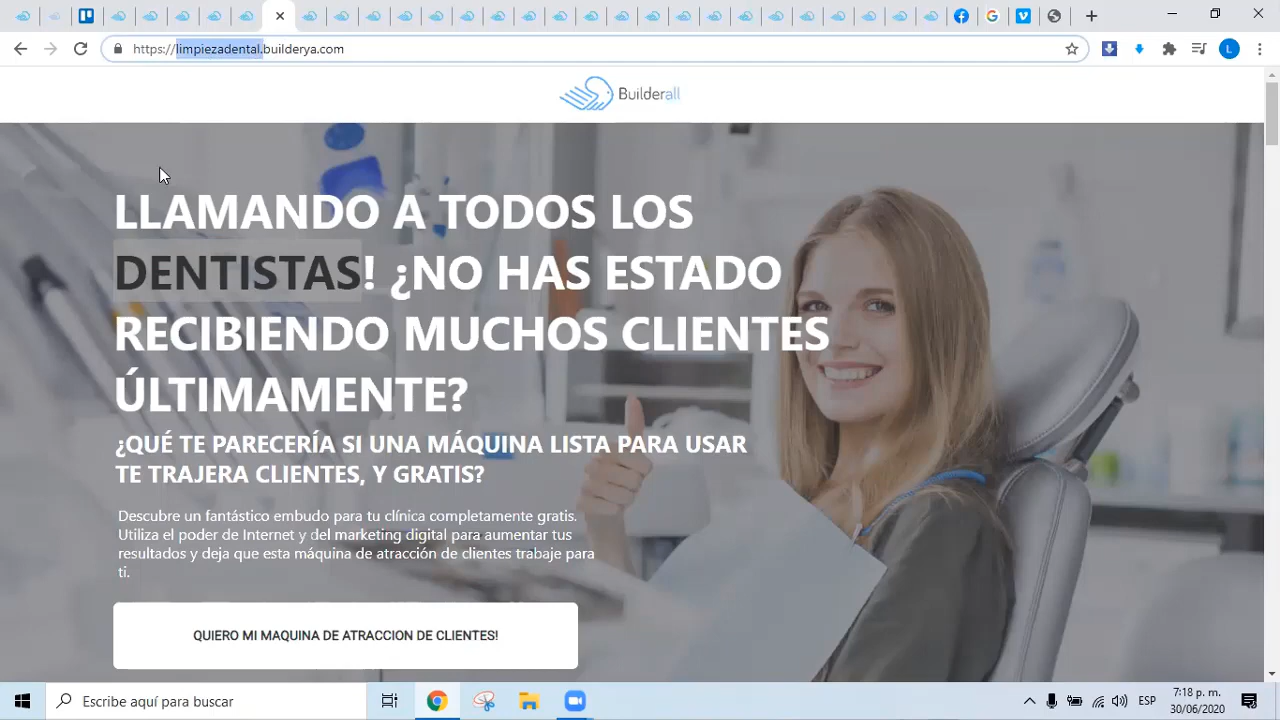 https://limpiezadental.builderya.com
L
Builderall
LLAMANDO A TODOS LOS
DENTISTAS! ¿NO HAS ESTADO
RECIBIENDO MUCHOS CLIENTES
ÚLTIMAMENTE?
¿QUÉ TE PARECERÍA SI UNA MÁQUINA LISTA PARA USAR
TE TRAJERA CLIENTES, Y GRATIS?
Descubre un fantástico embudo para tu clínica completamente gratis.
Utiliza el poder de Internet y del marketing digital para aumentar tus
resultados y deja que esta máquina de atracción de clientes trabaje para
ti.
QUIERO MI MAQUINA DE ATRACCION DE CLIENTES!
Escribe aquí para buscar
ESP
7:18 p. m.
30/06/2020